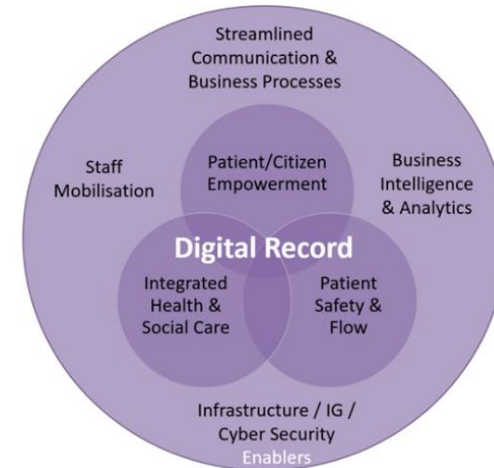 Streamlined
Communication &
Business Processes
Staff
Mobilisation
Patient/Citizen
Empowerment
Business
Intelligence
& Analytics
Digital Record
Integrated
Health &
Social Care
Patient
Safety &
Flow
Infrastructure / IG /
Cyber Security
Enablers